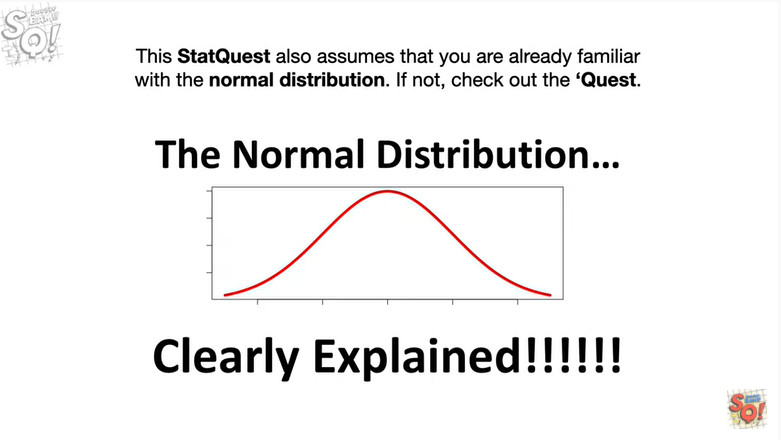 This StatQuest also assumes that you are already familiar
with the normal distribution. If not, check out the ‘Quest.
The Normal Distribution...
Clearly Explained!!!!!!
SQ!